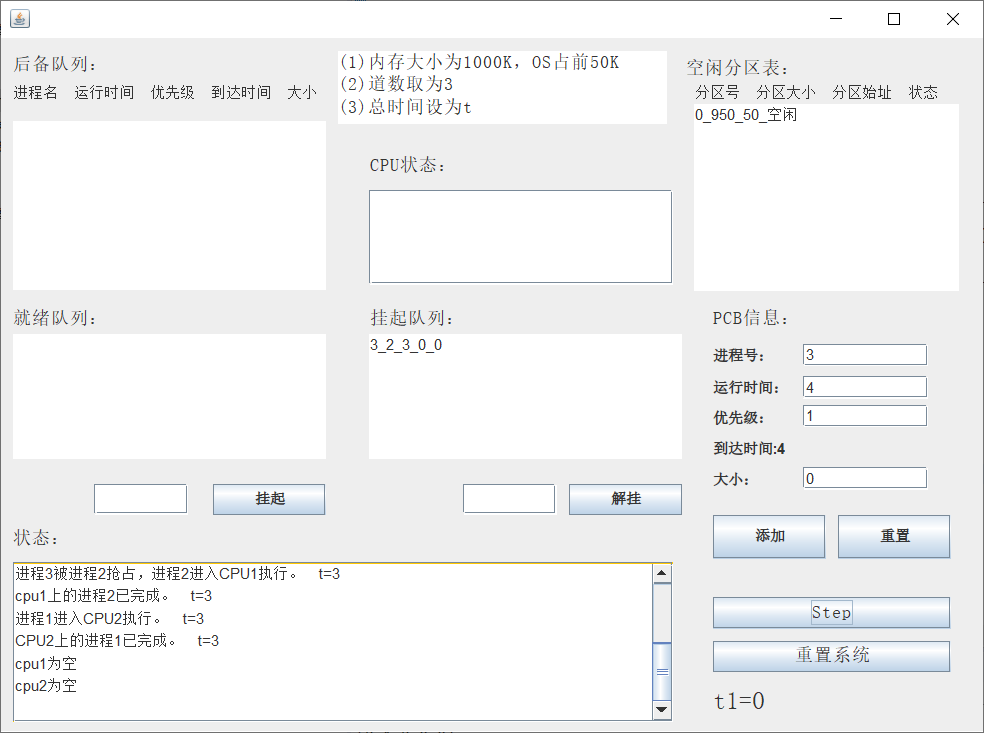 后备队列：
进程名 运行时间 优先级 到达时间 大小
(1)内存大小为1000K，OS占前50K
(2)道数取为3
(3)总时间设为t
空闲分区表：
分区号 分区大小 分区始址 状态
0_950_50_空闲
CPU状态：
就绪队列：
挂起队列：
3_2_3_0_0
PCB信息：
进程号： 3
运行时间： 4
优先级： 1
到达时间:4
大小： 0
挂起
解挂
添加
重置
状态：
进程3被进程2抢占，进程2进入CPU1执行。 t=3
cpu1上的进程2已完成。 t=3
进程1进入CPU2执行。 t=3
CPU2上的进程1已完成。 t=3
cpu1为空
cpu2为空
Step
重置系统
t1=0